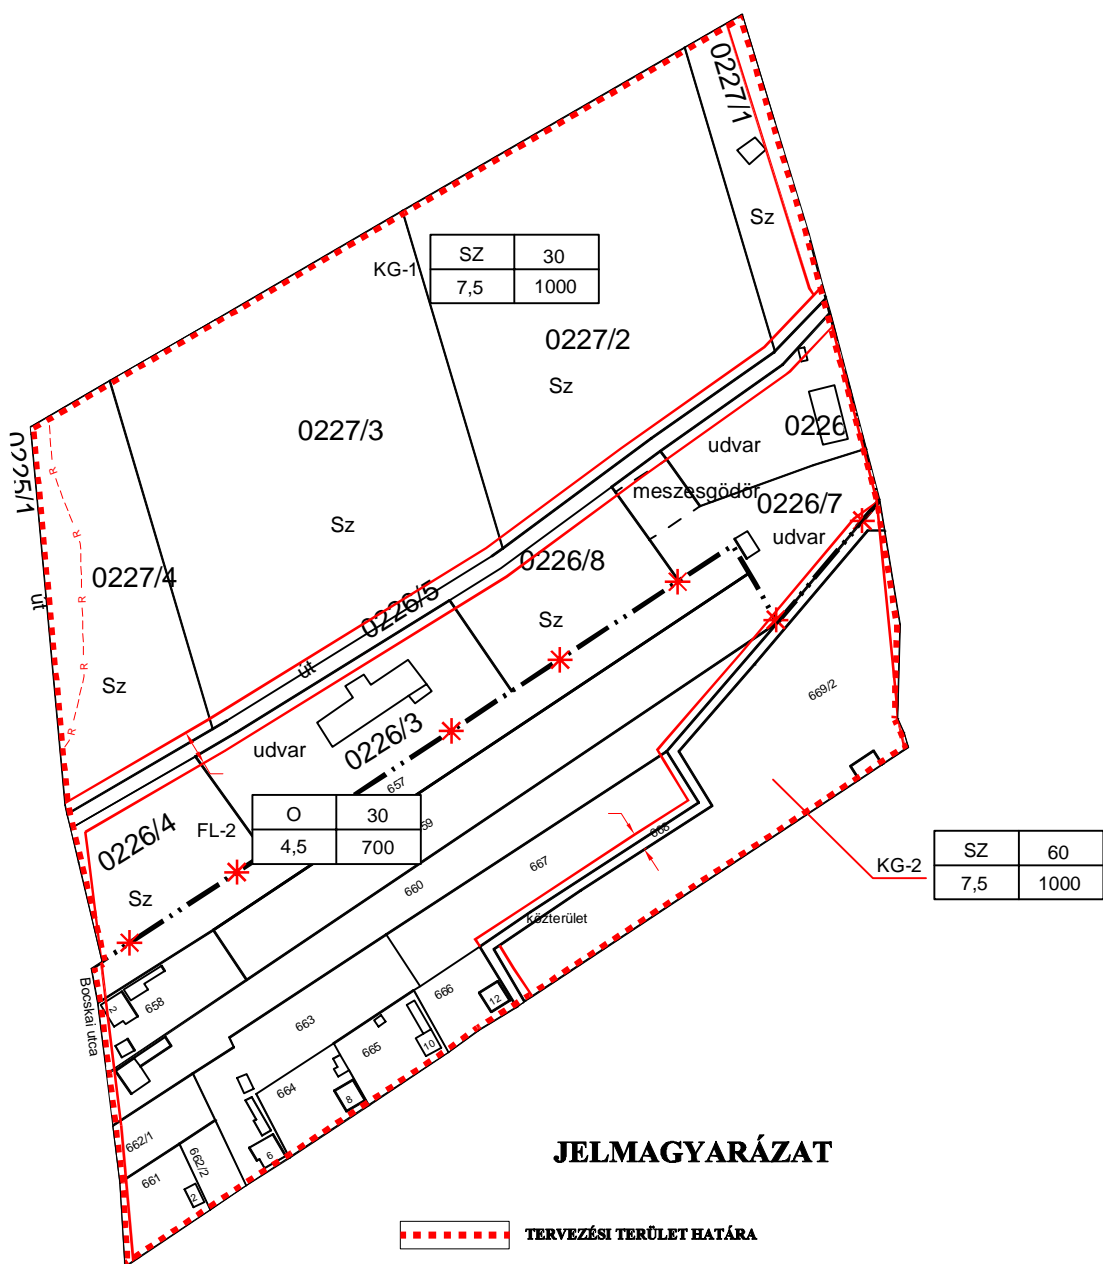 0227/1
Sz
SZ 30
KG-1
7,5 1000
0227/2
Sz
0227/3
0226
udvar
0225/1
meszesgödör
0226/7
Sz
udvar
0226/8
0227/4
út
0226/5
Sz
út
Sz
669/2
0226/3
udvar
657
O 30
FL-2
4,5 700
59
668
0226/4
SZ 60
KG-2
7,5 1000
667
660
Sz
közterület
Bocskai utca
2
658
666
12
663
665
10
664
8
662/1
6
662/2
661
2
R
R
R
R
R
JELMAGYARÁZAT
TERVEZÉSI TERÜLET HATÁRA